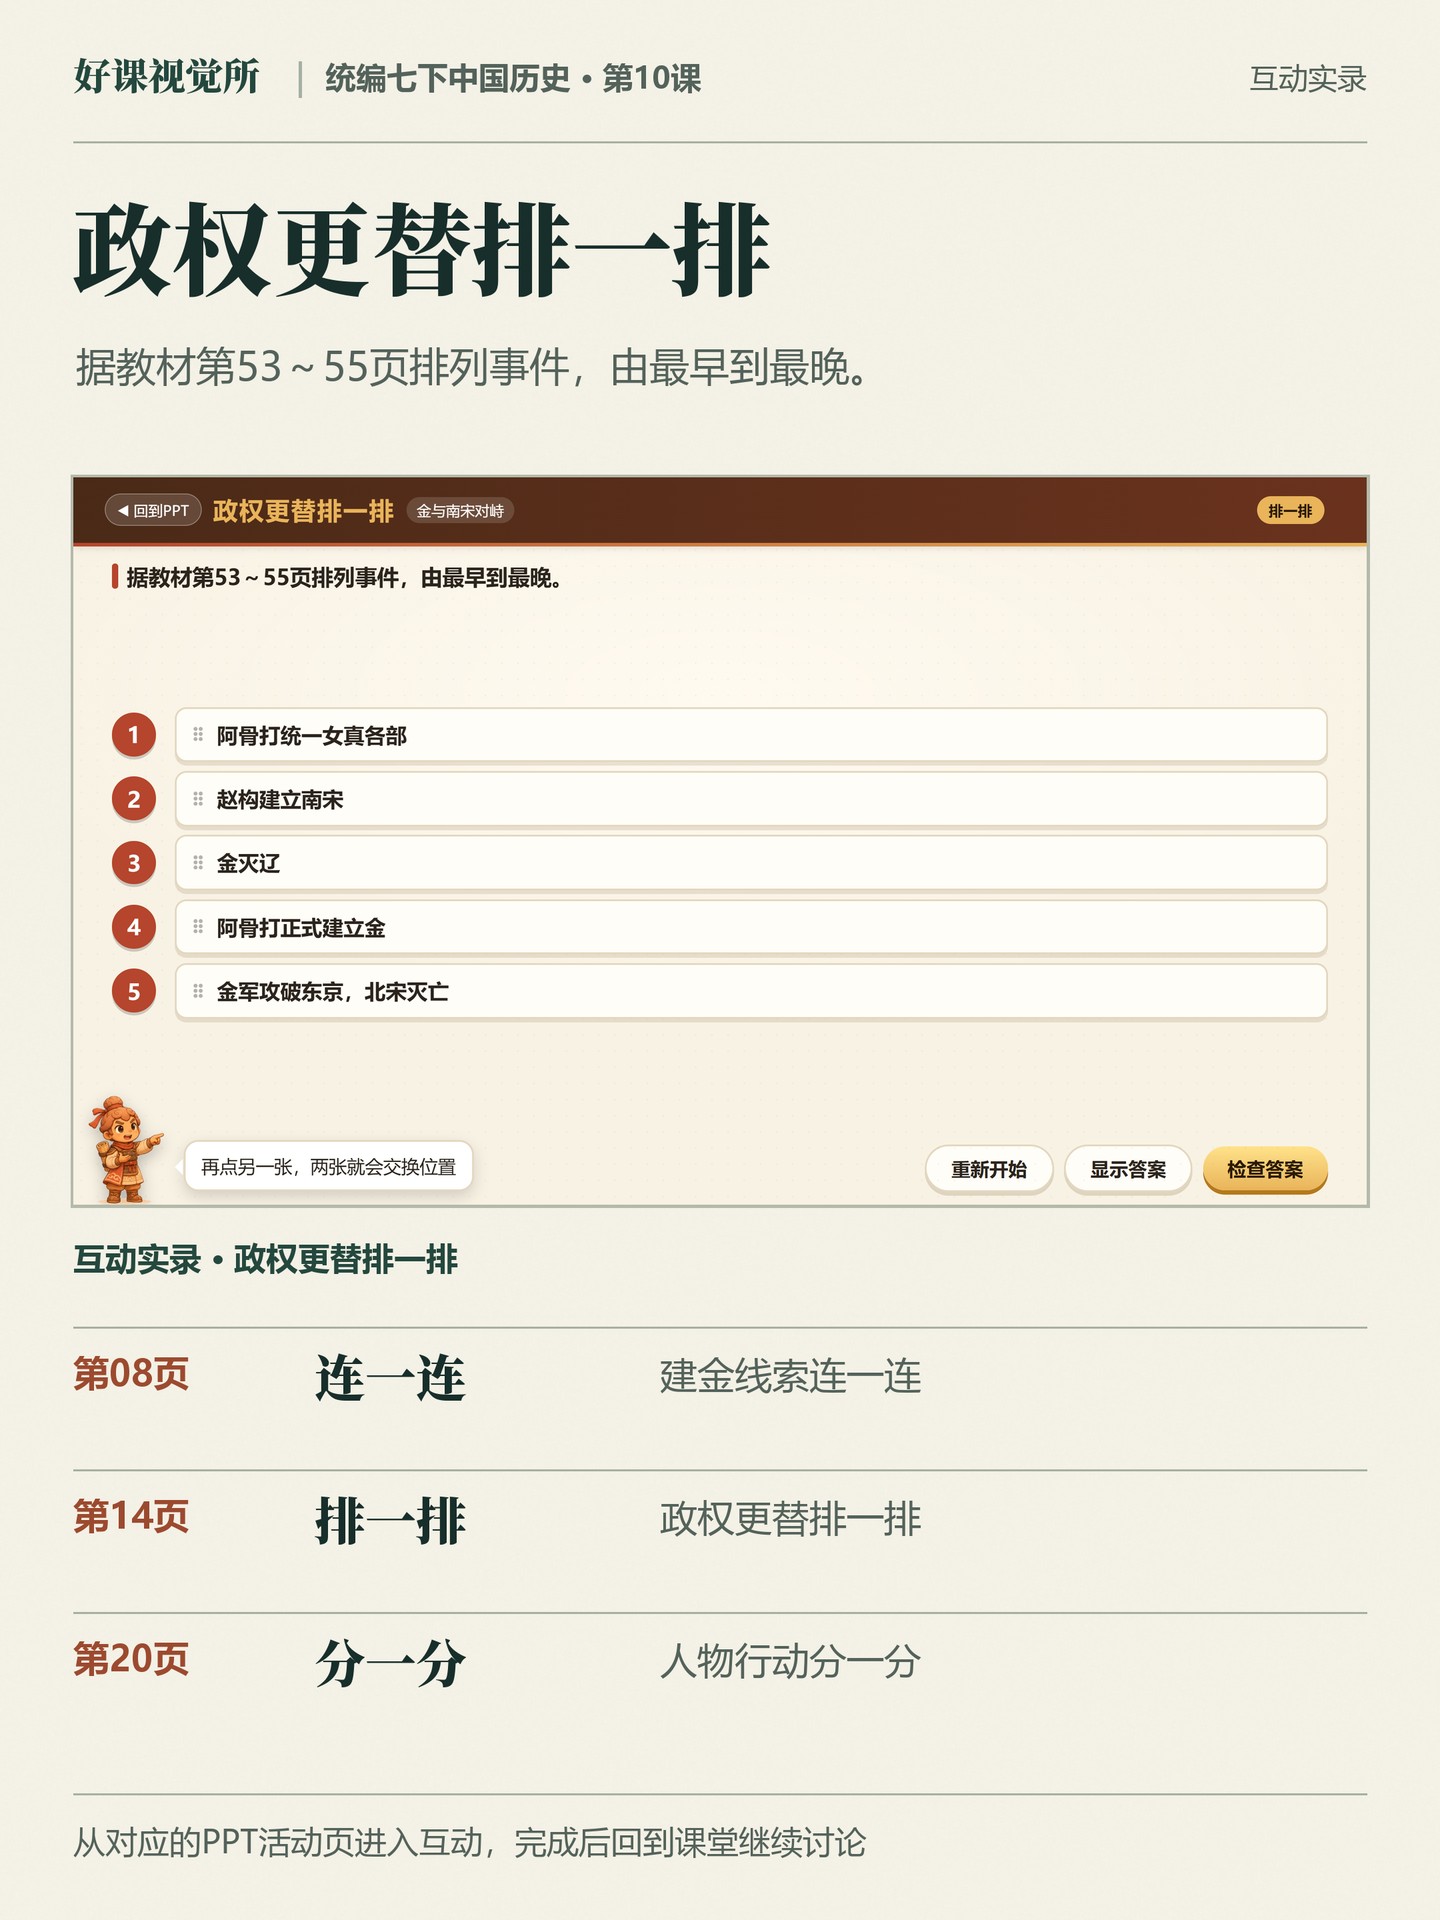 好课视觉所 | 统编七下中国历史·第10课
互动实录
政权更替排一排
据教材第53～55页排列事件，由最早到最晚。
◀ 回到PPT 政权更替排一排 金与南宋对峙 排一排
据教材第53～55页排列事件，由最早到最晚。
1 阿骨打统一女真各部
2 赵构建立南宋
3 金灭辽
4 阿骨打正式建立金
5 金军攻破东京，北宋灭亡
再点另一张，两张就会交换位置
重新开始 显示答案 检查答案
互动实录·政权更替排一排
第08页 连一连 建金线索连一连
第14页 排一排 政权更替排一排
第20页 分一分 人物行动分一分
从对应的PPT活动页进入互动，完成后回到课堂继续讨论